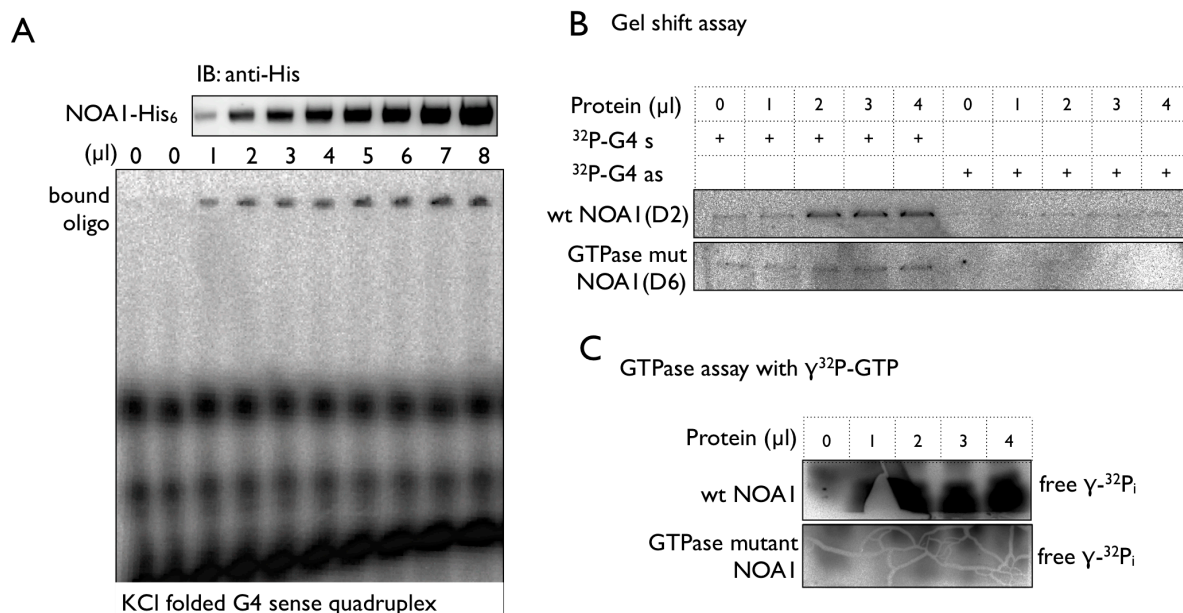 A
IB: anti-His
NOA1-His₆
(µl) 0 0 1 2 3 4 5 6 7 8
bound
oligo
KCl folded G4 sense quadruplex
B Gel shift assay
Protein (µl) 0 1 2 3 4 0 1 2 3 4
³²P-G4 s + + + + +
³²P-G4 as + + + + +
wt NOA1(D2)
GTPase mut
NOA1(D6)
C GTPase assay with γ³²P-GTP
Protein (µl) 0 1 2 3 4
wt NOA1 free γ-³²Pᵢ
GTPase mutant
NOA1 free γ-³²Pᵢ